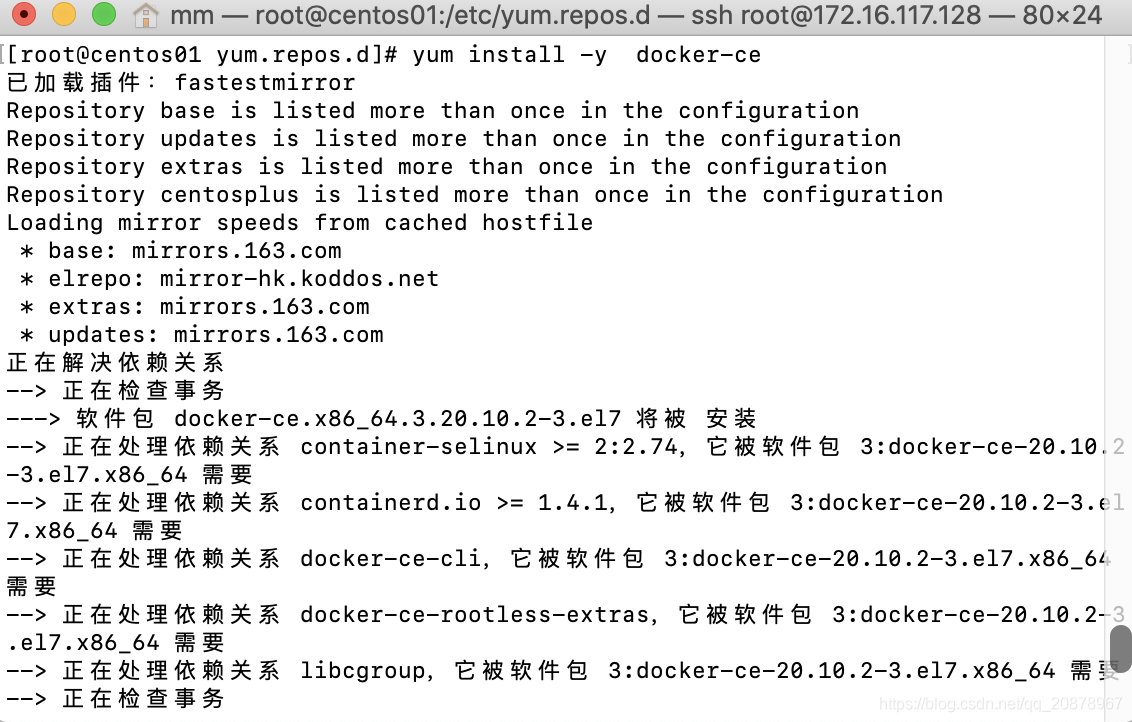 mm — root@centos01:/etc/yum.repos.d — ssh root@172.16.117.128 — 80×24
[[root@centos01 yum.repos.d]# yum install -y  docker-ce
已加载插件：fastestmirror
Repository base is listed more than once in the configuration
Repository updates is listed more than once in the configuration
Repository extras is listed more than once in the configuration
Repository centosplus is listed more than once in the configuration
Loading mirror speeds from cached hostfile
 * base: mirrors.163.com
 * elrepo: mirror-hk.koddos.net
 * extras: mirrors.163.com
 * updates: mirrors.163.com
正在解决依赖关系
--> 正在检查事务
---> 软件包 docker-ce.x86_64.3.20.10.2-3.el7 将被 安装
--> 正在处理依赖关系 container-selinux >= 2:2.74，它被软件包 3:docker-ce-20.10.2
-3.el7.x86_64 需要
--> 正在处理依赖关系 containerd.io >= 1.4.1，它被软件包 3:docker-ce-20.10.2-3.el
7.x86_64 需要
--> 正在处理依赖关系 docker-ce-cli，它被软件包 3:docker-ce-20.10.2-3.el7.x86_64
需要
--> 正在处理依赖关系 docker-ce-rootless-extras，它被软件包 3:docker-ce-20.10.2-3
.el7.x86_64 需要
--> 正在处理依赖关系 libcgroup，它被软件包 3:docker-ce-20.10.2-3.el7.x86_64 需要
--> 正在检查事务
https://blog.csdn.net/qq_20878967